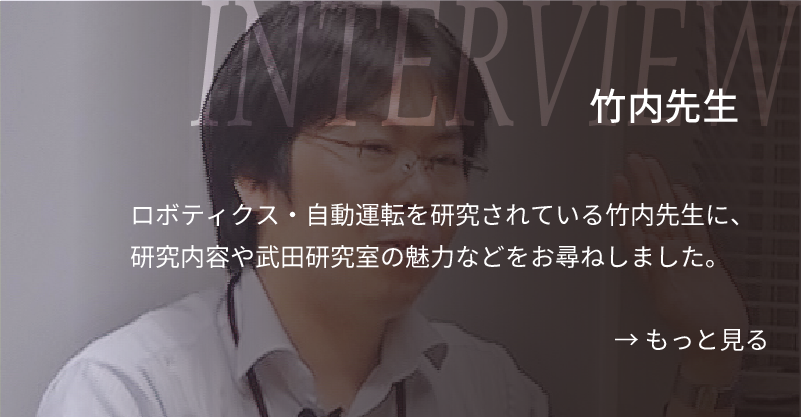 INTERVIEW
竹内先生
ロボティクス・自動運転を研究されている竹内先生に、
研究内容や武田研究室の魅力などをお尋ねしました。
→ もっと見る